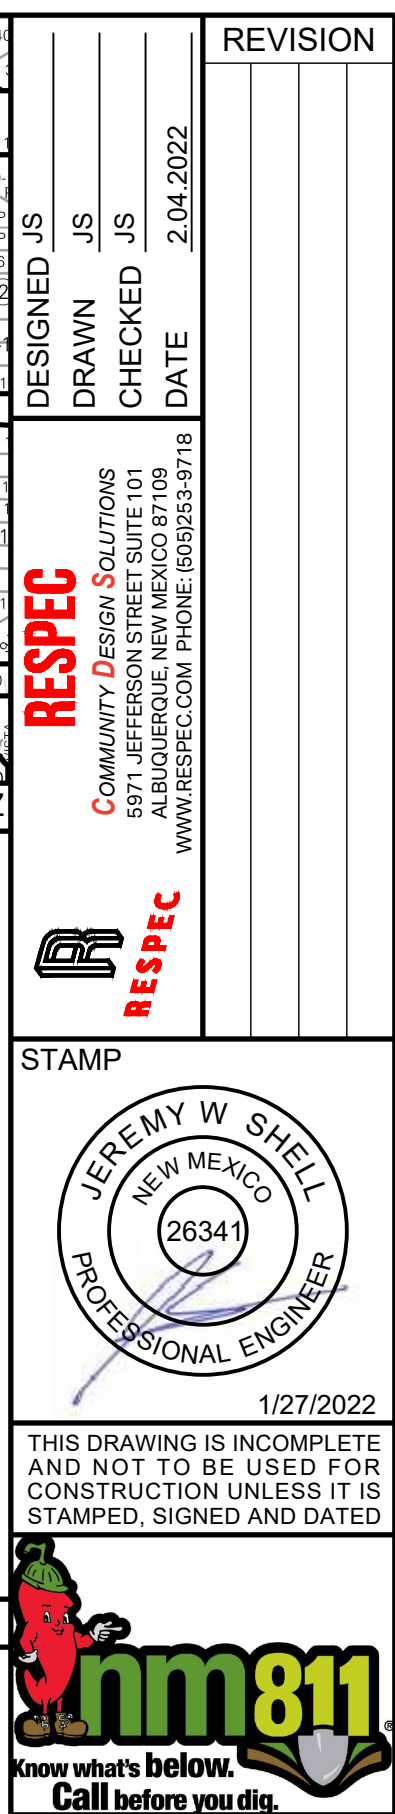 REVISION
DESIGNED JS
DRAWN JS
CHECKED JS
DATE 2.04.2022
RESPEC
COMMUNITY DESIGN SOLUTIONS
5971 JEFFERSON STREET SUITE 101
ALBUQUERQUE, NEW MEXICO 87109
WWW.RESPEC.COM PHONE: (505)253-9718
RESPEC
STAMP
JEREMY W SHELL
NEW MEXICO
26341
PROFESSIONAL ENGINEER
1/27/2022
THIS DRAWING IS INCOMPLETE
AND NOT TO BE USED FOR
CONSTRUCTION UNLESS IT IS
STAMPED, SIGNED AND DATED
nm811®
Know what's below.
Call before you dig.